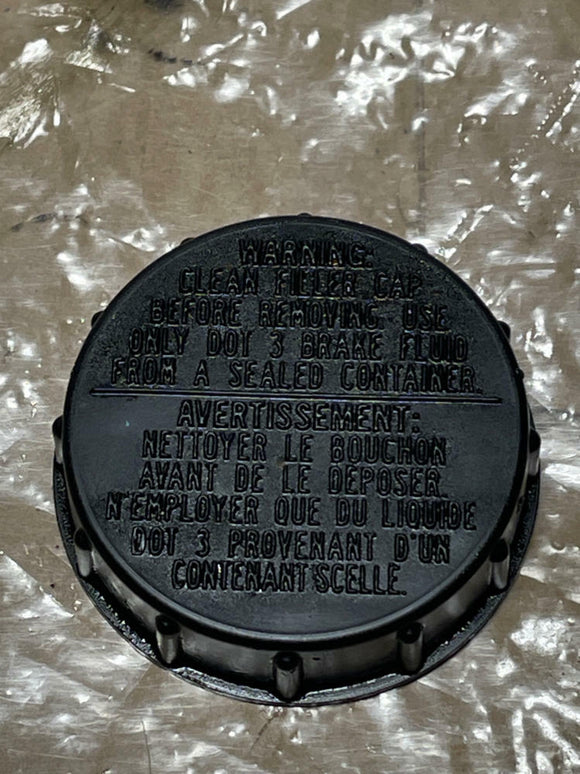 WARNING:
CLEAN FILLER CAP
BEFORE REMOVING. USE
ONLY DOT 3 BRAKE FLUID
FROM A SEALED CONTAINER.
AVERTISSEMENT:
NETTOYER LE BOUCHON
AVANT DE LE DEPOSER.
N'EMPLOYER QUE DU LIQUIDE
DOT 3 PROVENANT D'UN
CONTENANT SCELLE.